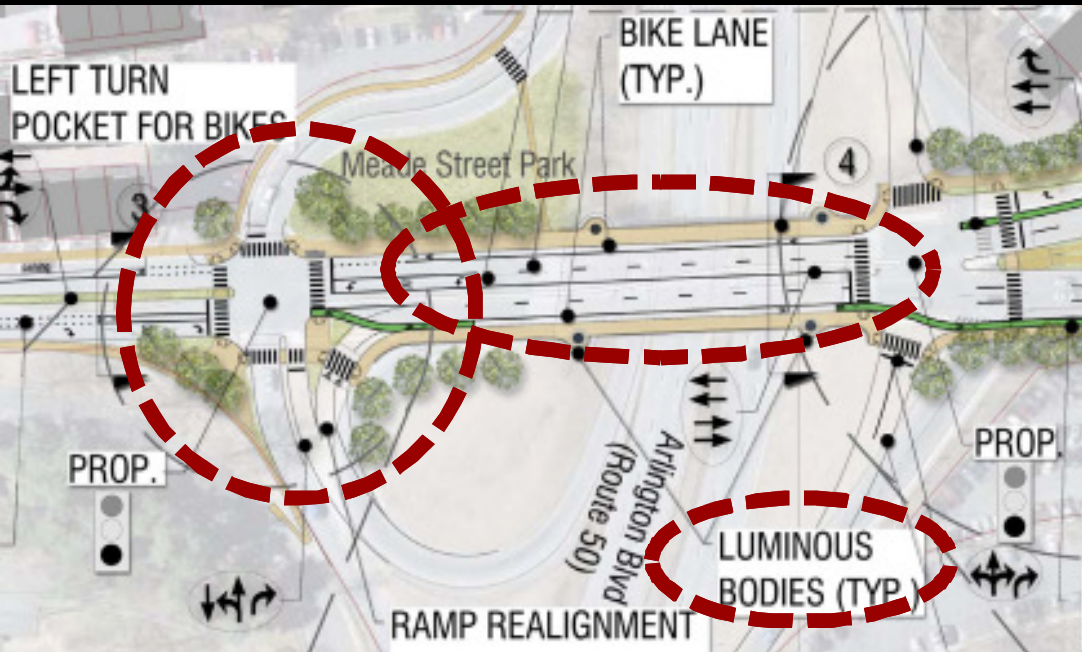 BIKE LANE
(TYP.)
LEFT TURN
POCKET FOR BIKES
Meade Street Park
4
3
PROP.
PROP.
Arlington Blvd
(Route 50)
LUMINOUS
BODIES (TYP.)
RAMP REALIGNMENT